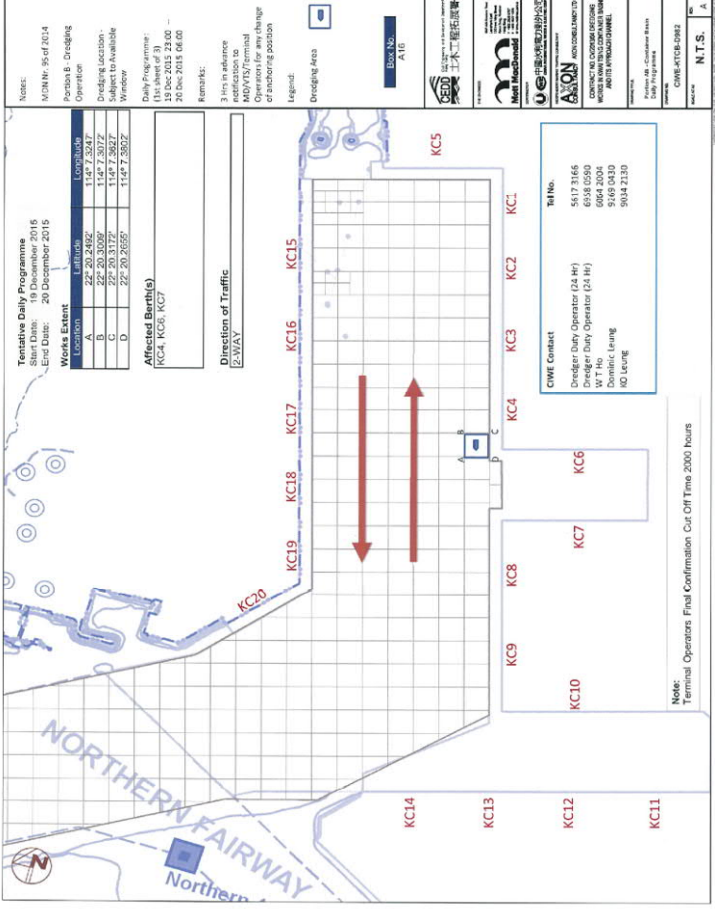 Tentative Daily Programme
Start Date: 19 December 2015
End Date: 20 December 2015
Works Extent
Location Latitude Longitude
A 22° 20.2492' 114° 7.3247'
B 22° 20.3009' 114° 7.3072'
C 22° 20.3172' 114° 7.3627'
D 22° 20.2655' 114° 7.3802'
Affected Berth(s)
KC4, KC6, KC7
Direction of Traffic
2-WAY
Notes:
MDN Nr. 95 of 2014
Portion B - Dredging
Operation
Dredging Location -
Subject to Available
Window
Daily Programme:
(1st sheet of 3)
19 Dec 2015 23:00 –
20 Dec 2015 06:00
Remarks:
3 Hrs in advance
notification to
MD/VTS/Terminal
Operators for any change
of anchoring position
Legend:
Dredging Area
Box No.
A16
CEDD
土木工程拓展署
Mott MacDonald
AXON
CONSULTANCY
Portion AB - Container Basin
Daily Programme
CIWE-KTCB-D982
N.T.S.
A
KC5
KC15
KC16
KC17
KC18
KC19
KC20
KC1
KC2
KC3
KC4
KC6
KC7
KC8
KC9
KC10
KC14
KC13
KC12
KC11
A
B
C
D
N
NORTHERN FAIRWAY
Northern
CIWE Contact Tel No.
Dredger Duty Operator (24 Hr) 5617 3166
Dredger Duty Operator (24 Hr) 6958 0590
W T Ho 6064 2004
Dominic Leung 9269 0430
KO Leung 9034 2130
Note:
Terminal Operators Final Confirmation Cut Off Time 2000 hours